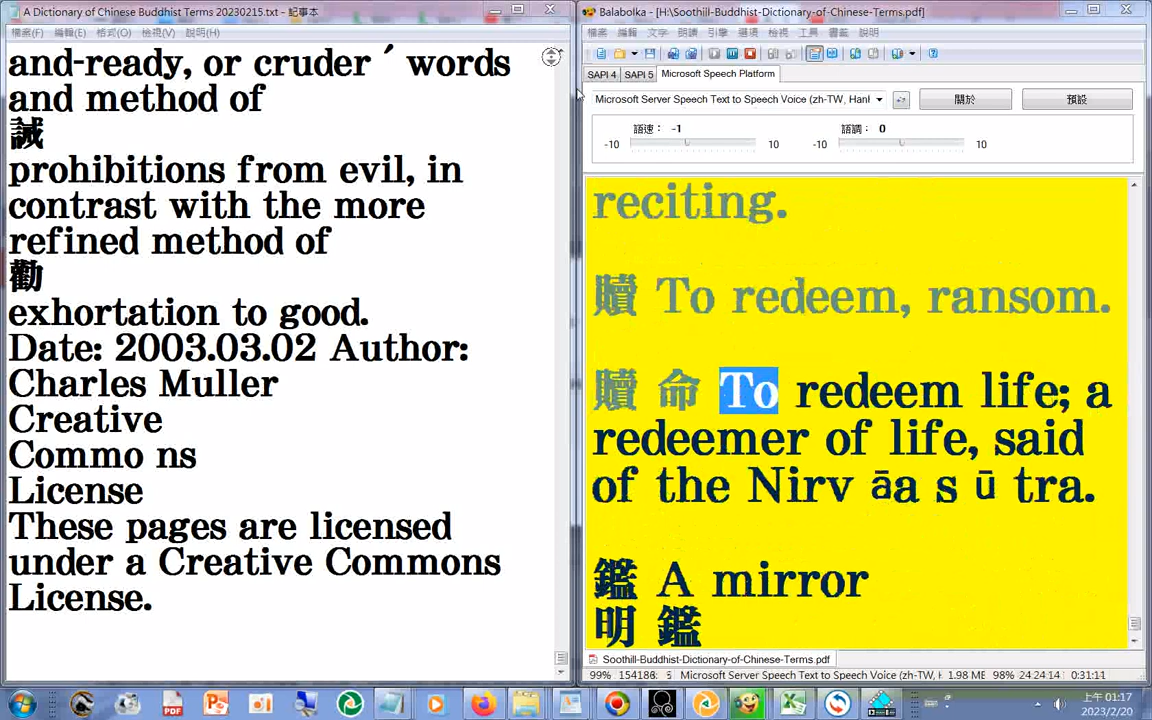 A Dictionary of Chinese Buddhist Terms 20230215.txt - 記事本
檔案(F) 編輯(E) 格式(O) 檢視(V) 說明(H)
and-ready, or cruder ´ words
and method of
誡
prohibitions from evil, in
contrast with the more
refined method of
勸
exhortation to good.
Date: 2003.03.02 Author:
Charles Muller
Creative
Commo ns
License
These pages are licensed
under a Creative Commons
License.
Balabolka - [H:\Soothill-Buddhist-Dictionary-of-Chinese-Terms.pdf]
檔案 編輯 文字 朗讀 引擎 選項 檢視 工具 書籤 說明
SAPI 4 SAPI 5 Microsoft Speech Platform
Microsoft Server Speech Text to Speech Voice (zh-TW, Hanl
關於
預設
語速： -1
語調： 0
-10 10 -10 10
reciting.
贖 To redeem, ransom.
贖 命 To redeem life; a
redeemer of life, said
of the Nirv āa s ū tra.
鑑 A mirror
明 鑑
Soothill-Buddhist-Dictionary-of-Chinese-Terms.pdf
99% 154186 Microsoft Server Speech Text to Speech Voice (zh-TW, 1.98 ME 98% 24:24:14 0:31:11
上午 01:17
2023/2/20